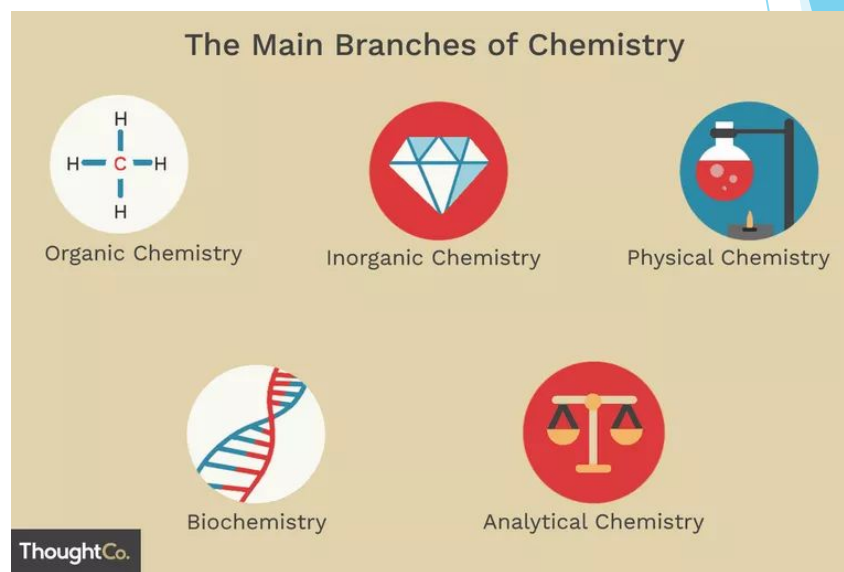 The Main Branches of Chemistry
H
H C H
H
Organic Chemistry
Inorganic Chemistry
Physical Chemistry
Biochemistry
Analytical Chemistry
ThoughtCo.